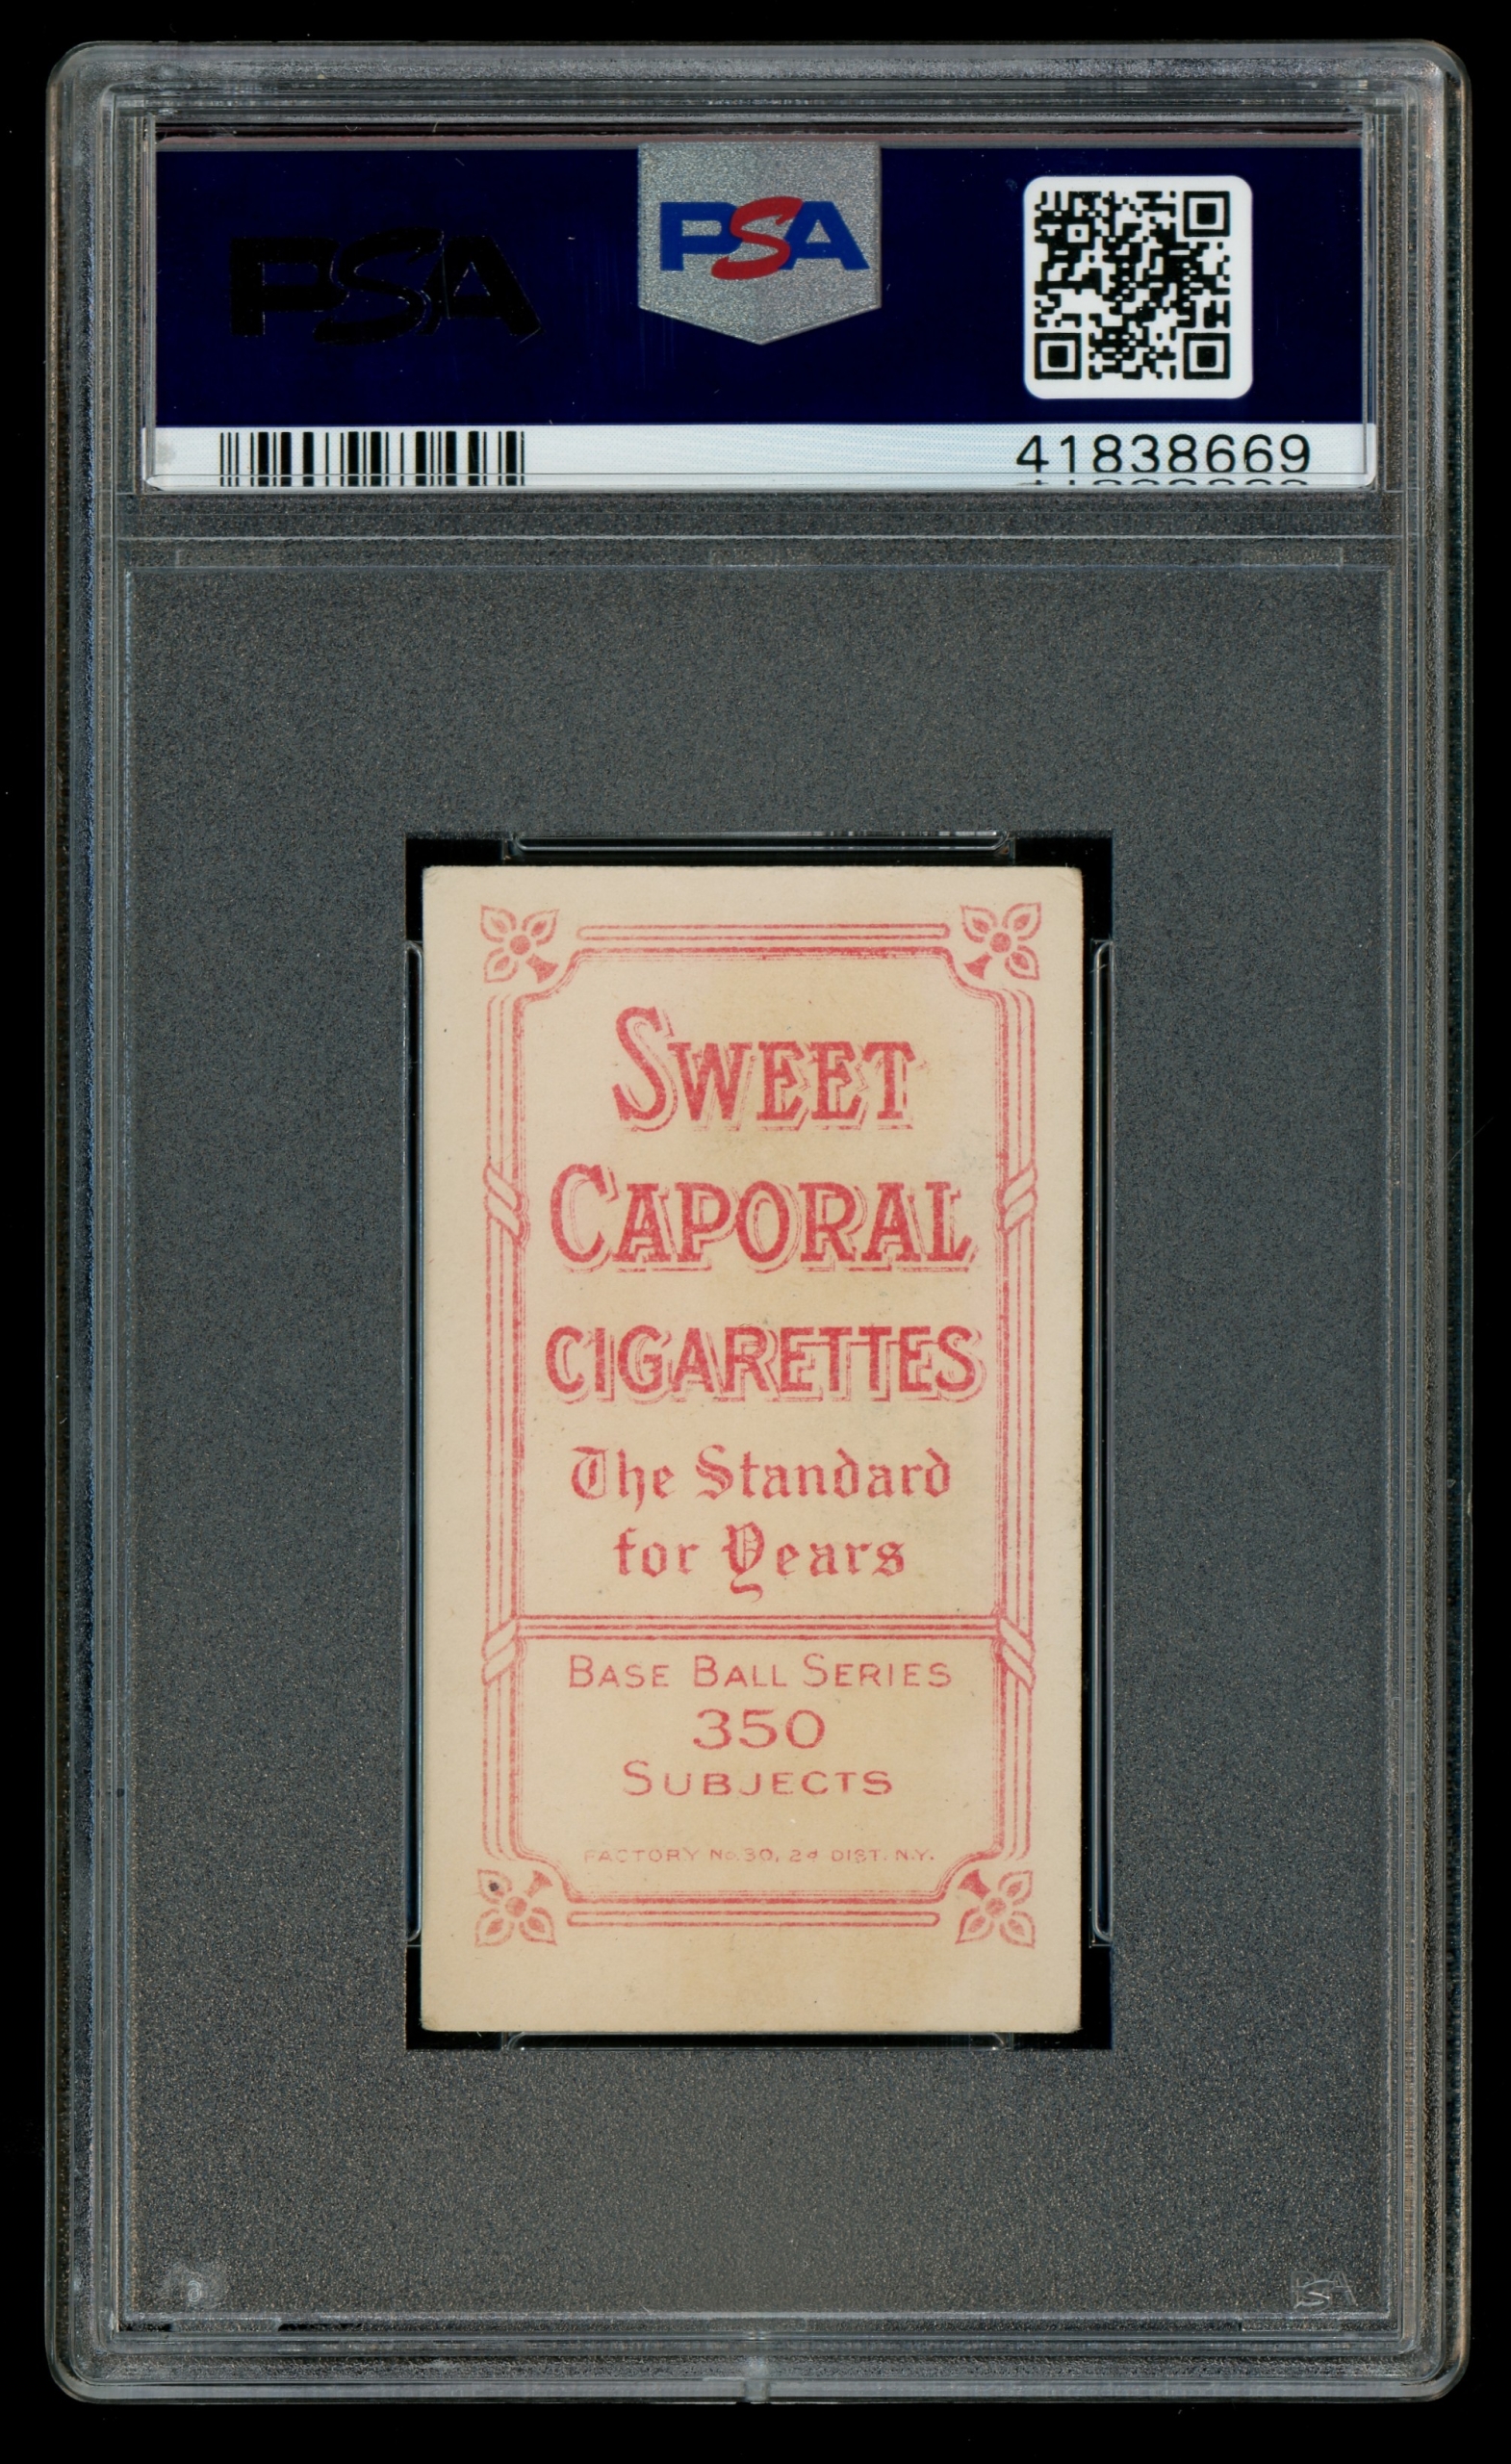 PSA
PSA
41838669
SWEET
CAPORAL
CIGARETTES
The Standard
for Years
BASE BALL SERIES
350
SUBJECTS
FACTORY No. 30, 2d DIST. N.Y.
PSA